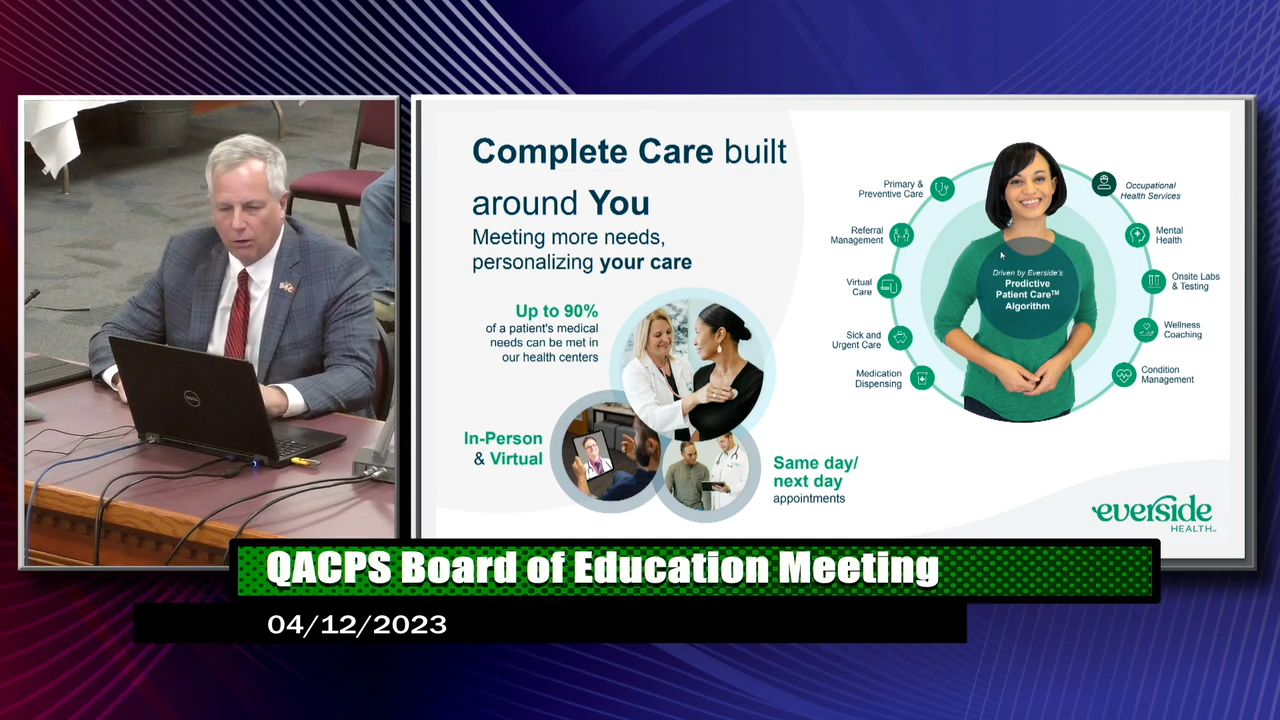 Complete Care built
around You
Meeting more needs,
personalizing your care
Up to 90%
of a patient's medical
needs can be met in
our health centers
In-Person
& Virtual
Same day/
next day
appointments
Primary &
Preventive Care
Referral
Management
Virtual
Care
Sick and
Urgent Care
Medication
Dispensing
Driven by Everside's
Predictive
Patient Care™
Algorithm
Occupational
Health Services
Mental
Health
Onsite Labs
& Testing
Wellness
Coaching
Condition
Management
everside
HEALTH
DELL
QACPS Board of Education Meeting
04/12/2023